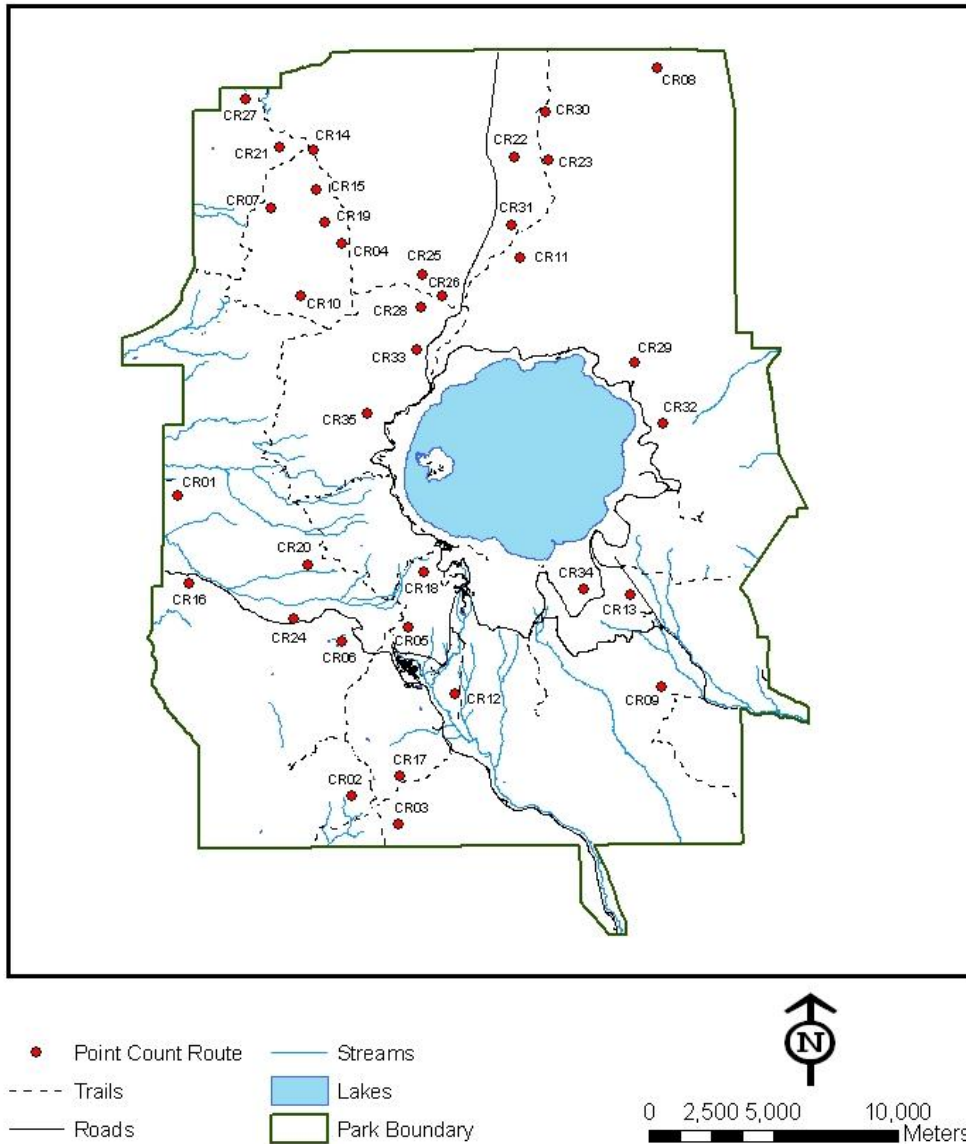 CR08
CR27
CR30
CR14
CR21
CR22
CR23
CR15
CR07
CR19
CR31
CR04
CR25
CR11
CR26
CR10
CR28
CR33
CR29
CR35
CR32
CR01
CR20
CR18
CR34
CR16
CR13
CR24
CR05
CR06
CR12
CR09
CR17
CR02
CR03
N
Point Count Route
Streams
Trails
Lakes
Roads
Park Boundary
0 2,500 5,000 10,000
Meters